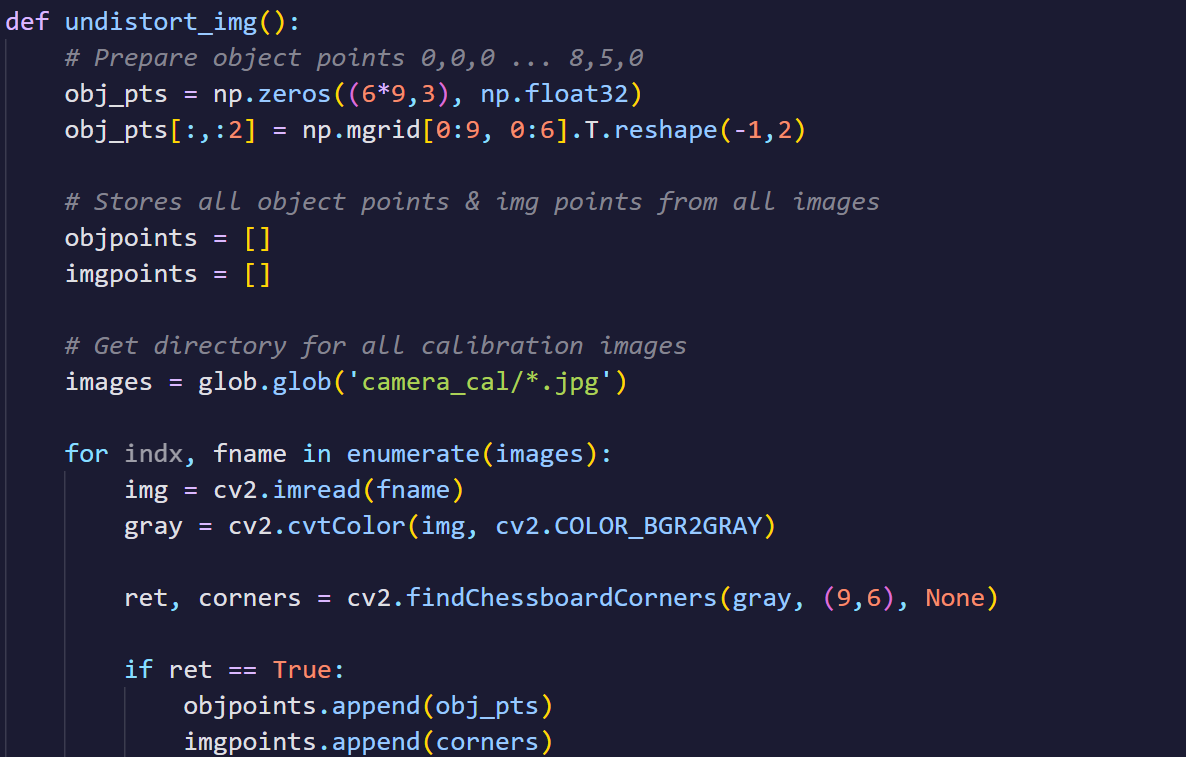 def undistort_img():
    # Prepare object points 0,0,0 ... 8,5,0
    obj_pts = np.zeros((6*9,3), np.float32)
    obj_pts[:,:2] = np.mgrid[0:9, 0:6].T.reshape(-1,2)

    # Stores all object points & img points from all images
    objpoints = []
    imgpoints = []

    # Get directory for all calibration images
    images = glob.glob('camera_cal/*.jpg')

    for indx, fname in enumerate(images):
        img = cv2.imread(fname)
        gray = cv2.cvtColor(img, cv2.COLOR_BGR2GRAY)

        ret, corners = cv2.findChessboardCorners(gray, (9,6), None)

        if ret == True:
            objpoints.append(obj_pts)
            imgpoints.append(corners)